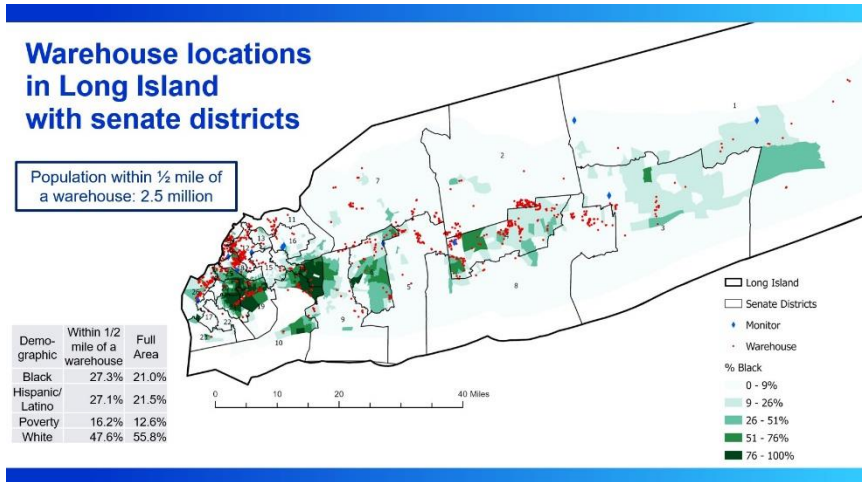 Warehouse locations
in Long Island
with senate districts
Population within ½ mile of
a warehouse: 2.5 million
1
2
7
11
13
16
15
3
5
8
9
10
17
22
23
Demo-
graphic
Within 1/2
mile of a
warehouse
Full
Area
Black 27.3% 21.0%
Hispanic/
Latino 27.1% 21.5%
Poverty 16.2% 12.6%
White 47.6% 55.8%
0 10 20 40 Miles
Long Island
Senate Districts
Monitor
Warehouse
% Black
0 - 9%
9 - 26%
26 - 51%
51 - 76%
76 - 100%